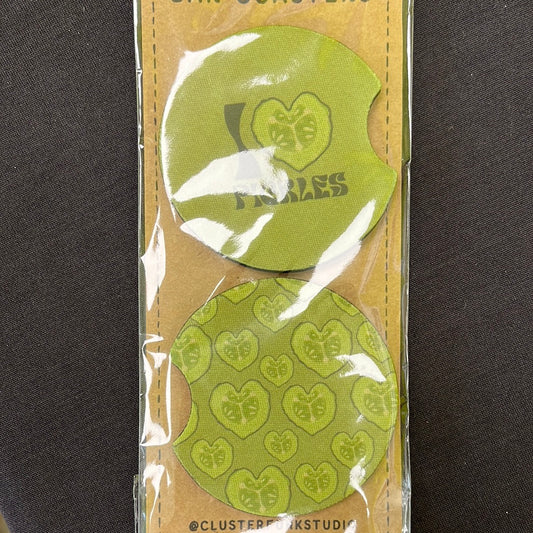 CAR COASTERS
I
PICKLES
@CLUSTERFUNKSTUDIO